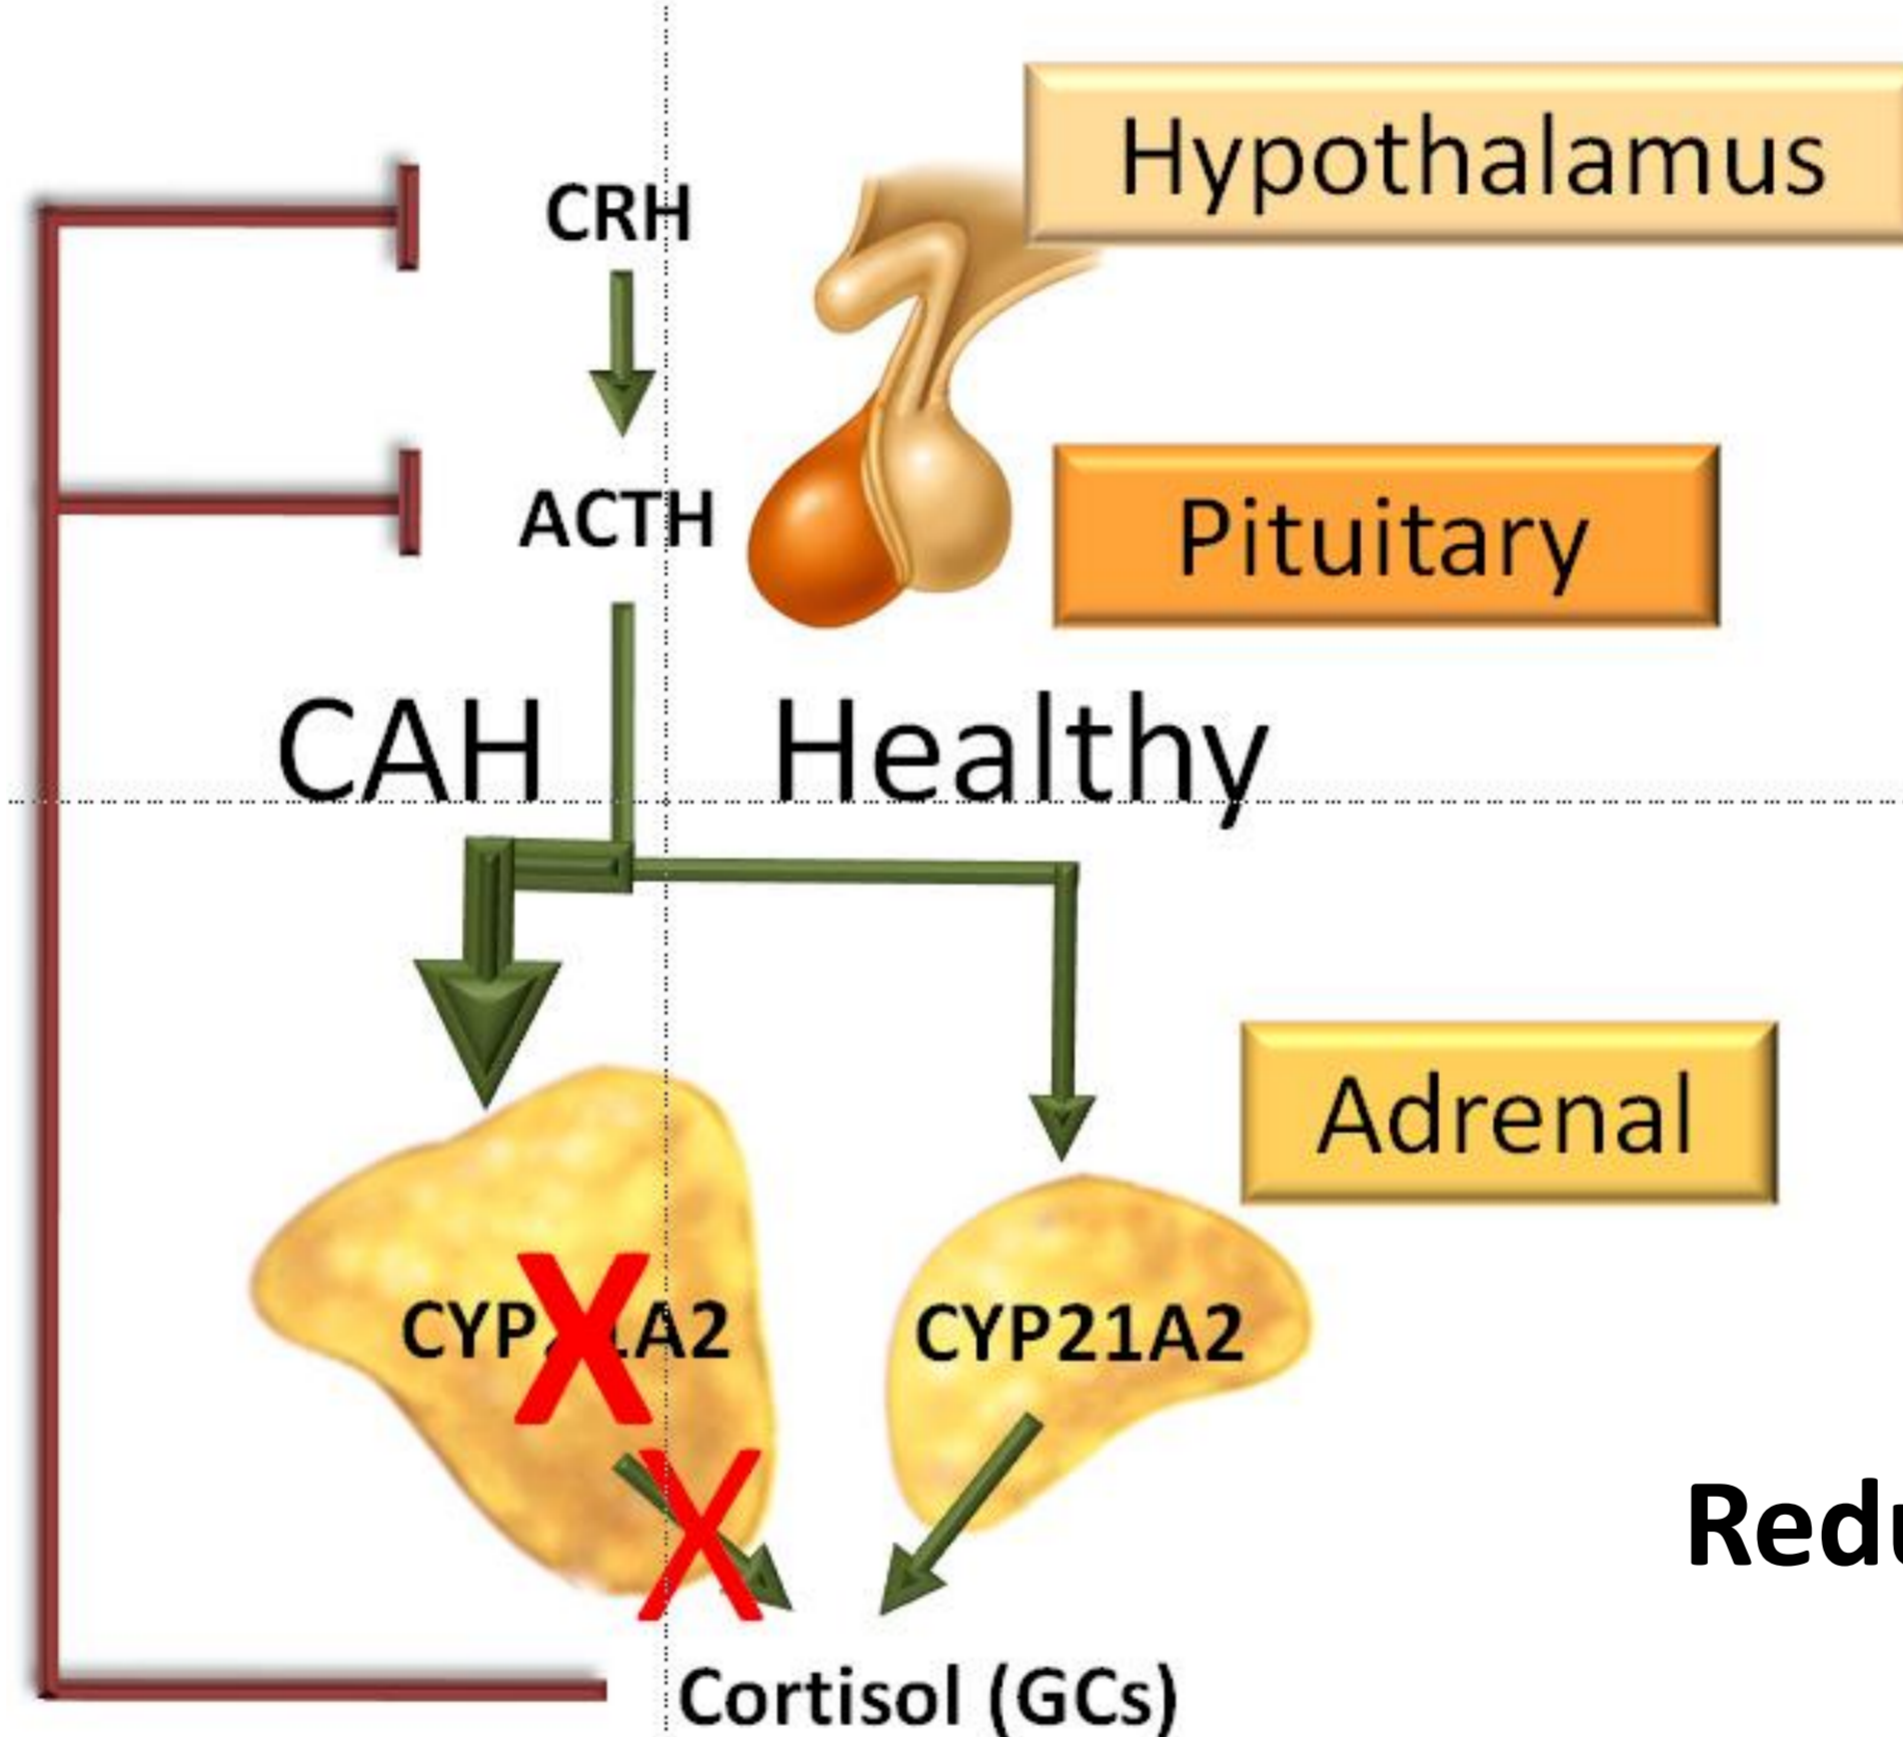 Hypothalamus
CRH
ACTH
Pituitary
CAH
Healthy
Adrenal
X
CYP21A2
X
Cortisol (GCs)